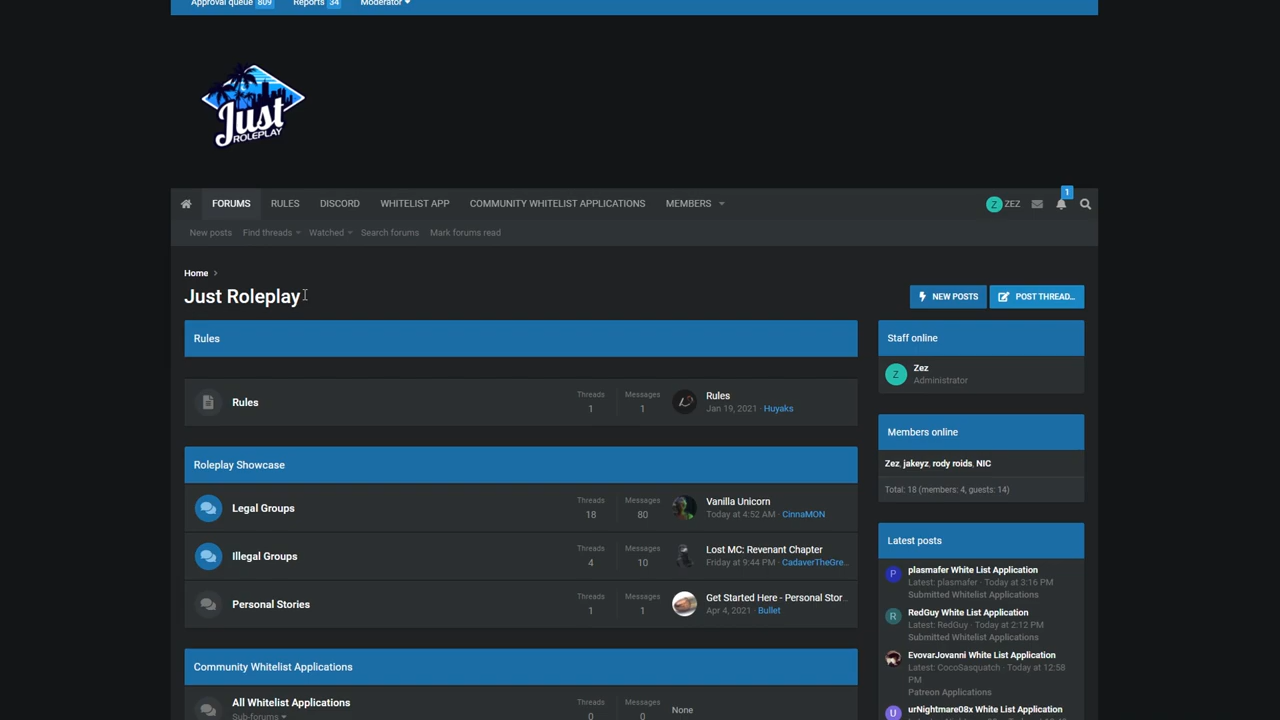 Approval queue 809 Reports 34 Moderator
Just
ROLEPLAY
FORUMS RULES DISCORD WHITELIST APP COMMUNITY WHITELIST APPLICATIONS MEMBERS Z ZEZ 1
New posts Find threads Watched Search forums Mark forums read
Home
Just Roleplay
NEW POSTS POST THREAD...
Rules
Rules
Threads
1
Messages
1
Rules
Jan 19, 2021 · Huyaks
Roleplay Showcase
Legal Groups
Threads
18
Messages
80
Vanilla Unicorn
Today at 4:52 AM · CinnaMON
Illegal Groups
Threads
4
Messages
10
Lost MC: Revenant Chapter
Friday at 9:44 PM · CadaverTheGre...
Personal Stories
Threads
1
Messages
1
Get Started Here - Personal Stor...
Apr 4, 2021 · Bullet
Community Whitelist Applications
All Whitelist Applications
Sub-forums
Threads
0
Messages
0
None
Staff online
Z
Zez
Administrator
Members online
Zez, jakeyz, rody roids, NIC
Total: 18 (members: 4, guests: 14)
Latest posts
P
plasmafer White List Application
Latest: plasmafer · Today at 3:16 PM
Submitted Whitelist Applications
R
RedGuy White List Application
Latest: RedGuy · Today at 2:12 PM
Submitted Whitelist Applications
EvovarJovanni White List Application
Latest: CocoSasquatch · Today at 12:58
PM
Patreon Applications
U
urNightmare08x White List Application